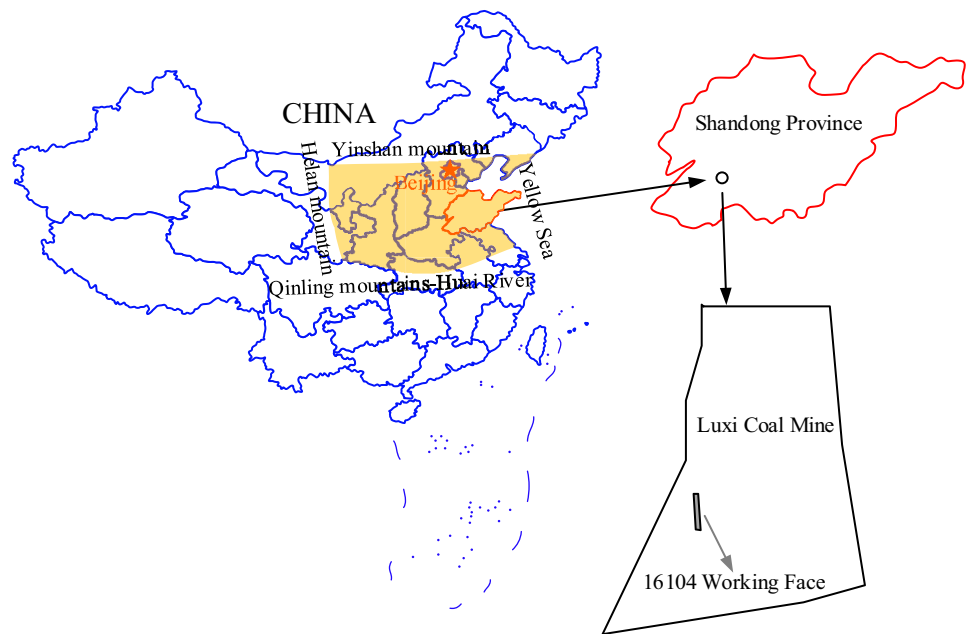 CHINA
Yinshan mountain
Helan mountain
Beijing
Yellow Sea
Qinling mountains-Huai River
Shandong Province
Luxi Coal Mine
16104 Working Face